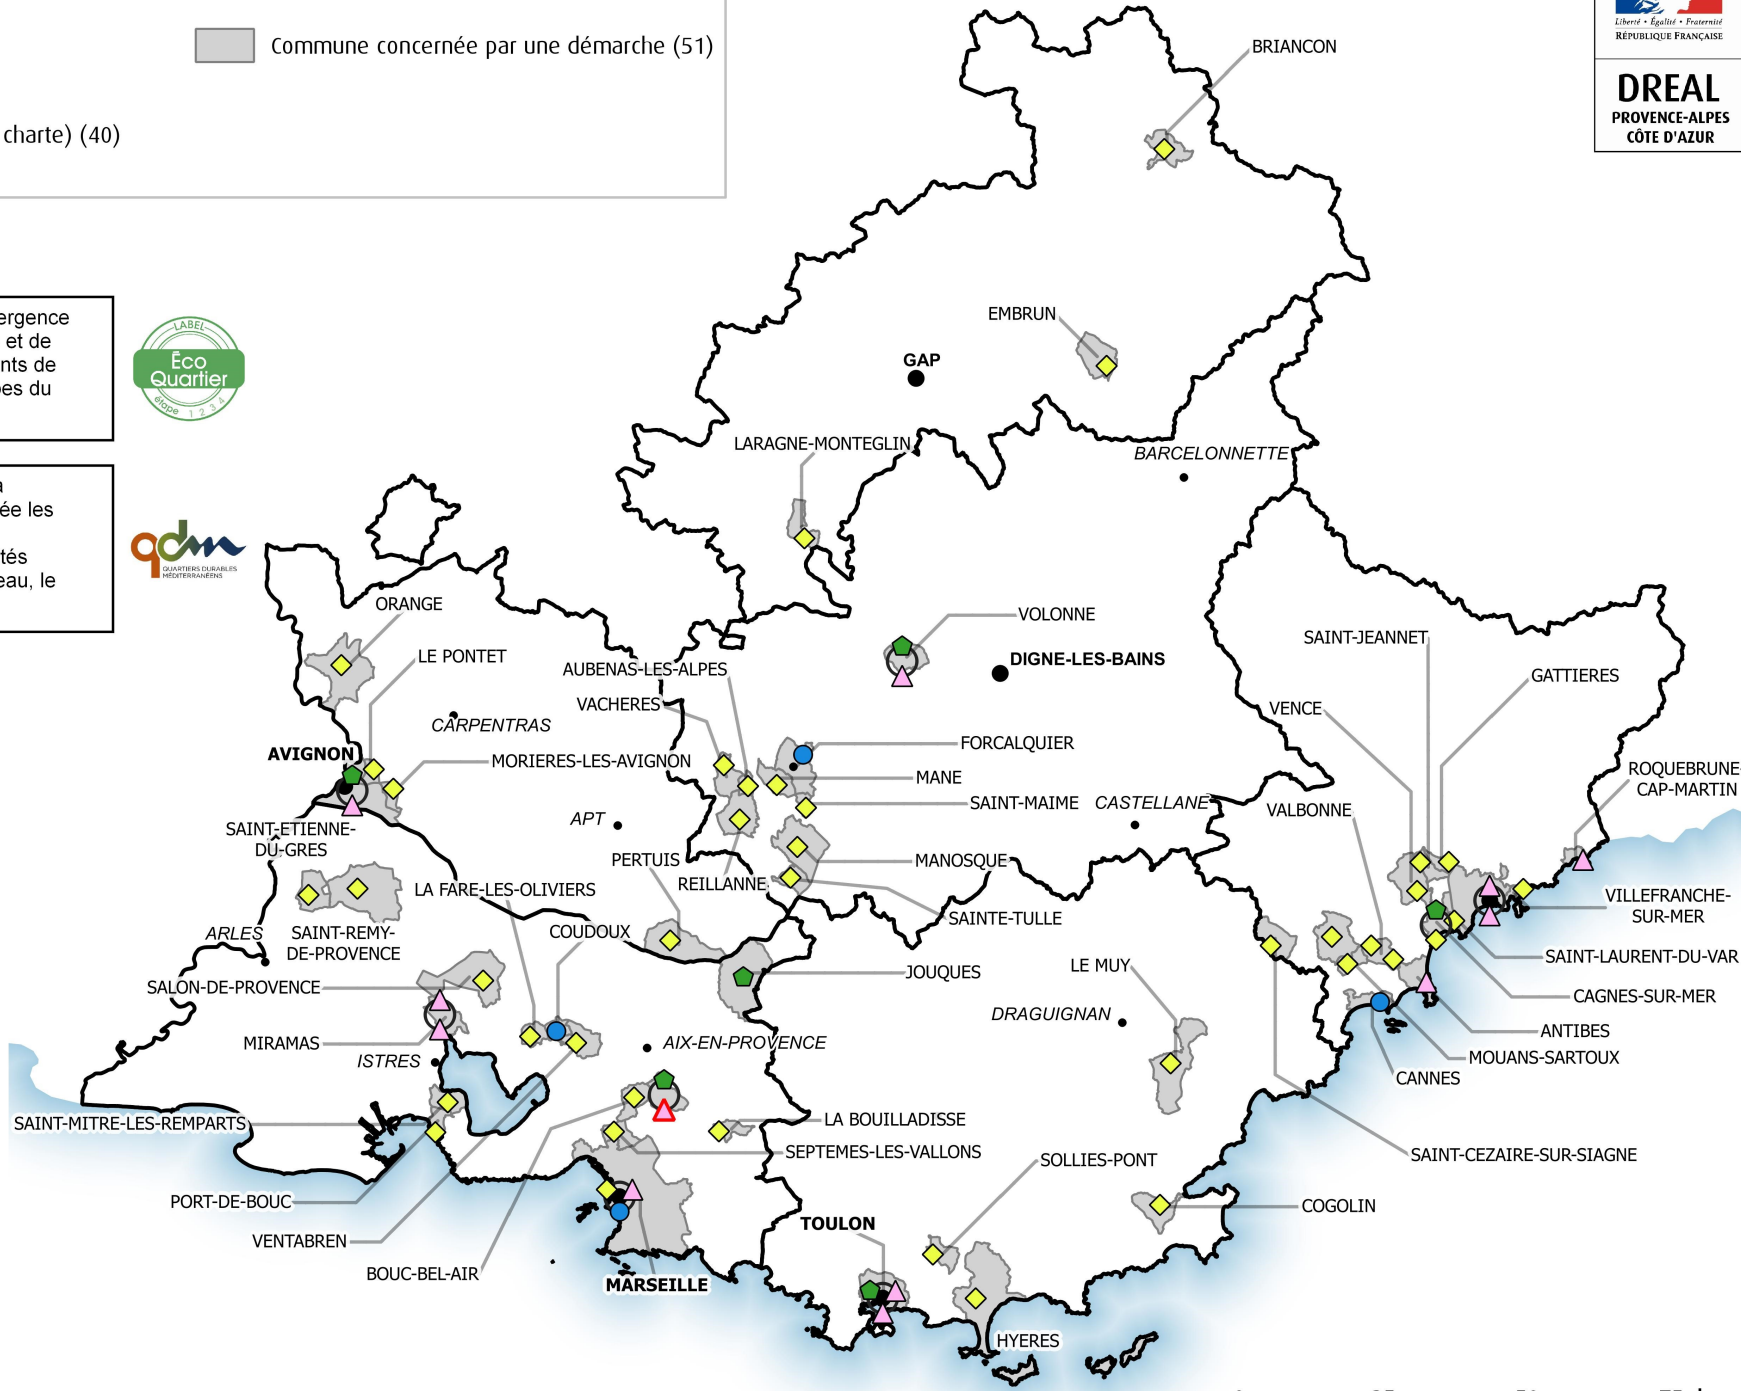 Commune concernée par une démarche (51)
charte) (40)
Liberté • Égalité • Fraternité
RÉPUBLIQUE FRANÇAISE
DREAL
PROVENCE-ALPES
CÔTE D'AZUR
ergence
et de
nts de
es du
LABEL
Éco
Quartier
étape 1 2 3 4
a
ée les
tés
eau, le
qdm
QUARTIERS DURABLES
MÉDITERRANÉENS
BRIANCON
EMBRUN
GAP
LARAGNE-MONTEGLIN
BARCELONNETTE
ORANGE
LE PONTET
VOLONNE
DIGNE-LES-BAINS
AUBENAS-LES-ALPES
VACHERES
SAINT-JEANNET
GATTIERES
VENCE
CARPENTRAS
AVIGNON
MORIERES-LES-AVIGNON
FORCALQUIER
MANE
SAINT-MAIME
CASTELLANE
VALBONNE
ROQUEBRUNE-
CAP-MARTIN
APT
SAINT-ETIENNE-
DU-GRES
PERTUIS
MANOSQUE
REILLANNE
LA FARE-LES-OLIVIERS
SAINTE-TULLE
VILLEFRANCHE-
SUR-MER
ARLES
SAINT-REMY-
DE-PROVENCE
COUDOUX
SAINT-LAURENT-DU-VAR
JOUQUES
LE MUY
SALON-DE-PROVENCE
CAGNES-SUR-MER
DRAGUIGNAN
ANTIBES
MIRAMAS
ISTRES
AIX-EN-PROVENCE
MOUANS-SARTOUX
CANNES
SAINT-MITRE-LES-REMPARTS
LA BOUILLADISSE
SEPTEMES-LES-VALLONS
SOLLIES-PONT
SAINT-CEZAIRE-SUR-SIAGNE
PORT-DE-BOUC
COGOLIN
VENTABREN
TOULON
BOUC-BEL-AIR
MARSEILLE
HYERES